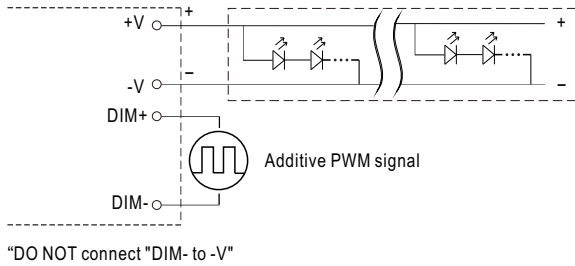 +V + +
-V − −
DIM+
Additive PWM signal
DIM-
“DO NOT connect "DIM- to -V"